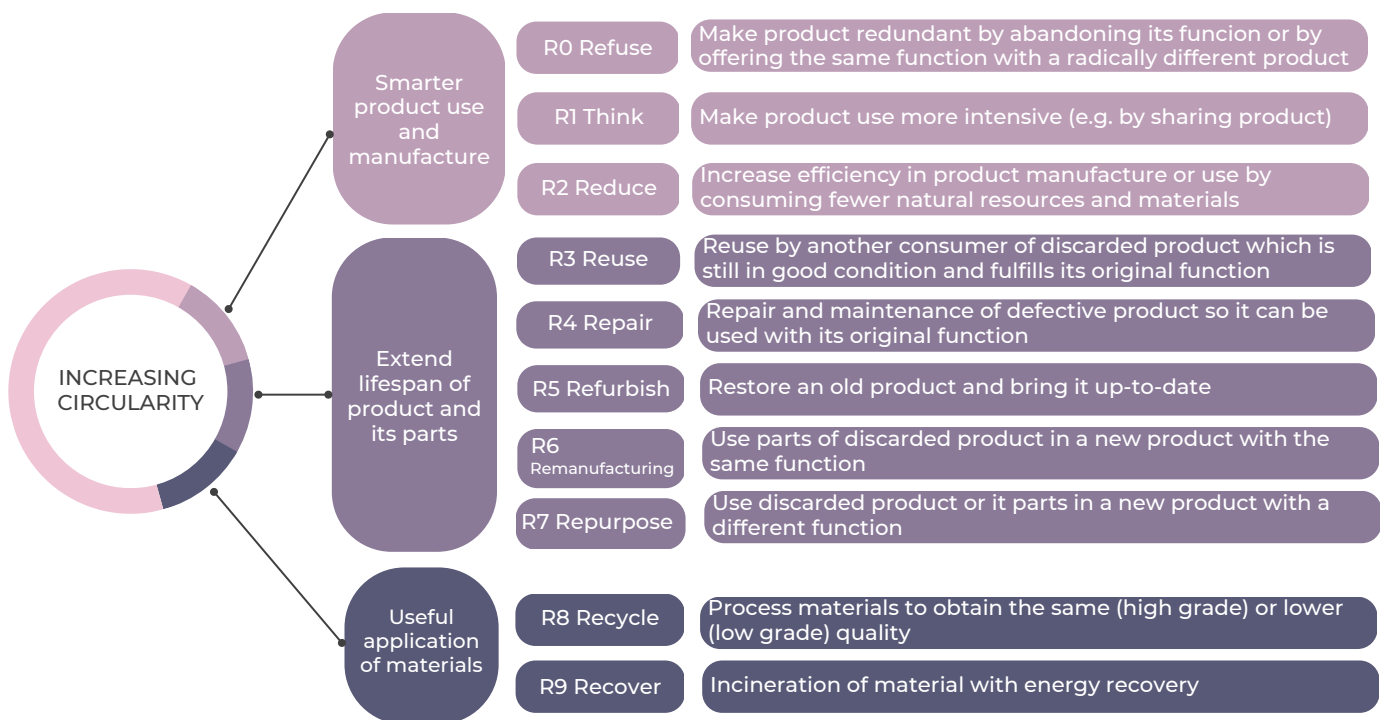 INCREASING
CIRCULARITY
Smarter
product use
and
manufacture
R0 Refuse
Make product redundant by abandoning its funcion or by
offering the same function with a radically different product
R1 Think
Make product use more intensive (e.g. by sharing product)
R2 Reduce
Increase efficiency in product manufacture or use by
consuming fewer natural resources and materials
Extend
lifespan of
product and
its parts
R3 Reuse
Reuse by another consumer of discarded product which is
still in good condition and fulfills its original function
R4 Repair
Repair and maintenance of defective product so it can be
used with its original function
R5 Refurbish
Restore an old product and bring it up-to-date
R6
Remanufacturing
Use parts of discarded product in a new product with the
same function
R7 Repurpose
Use discarded product or it parts in a new product with a
different function
Useful
application
of materials
R8 Recycle
Process materials to obtain the same (high grade) or lower
(low grade) quality
R9 Recover
Incineration of material with energy recovery